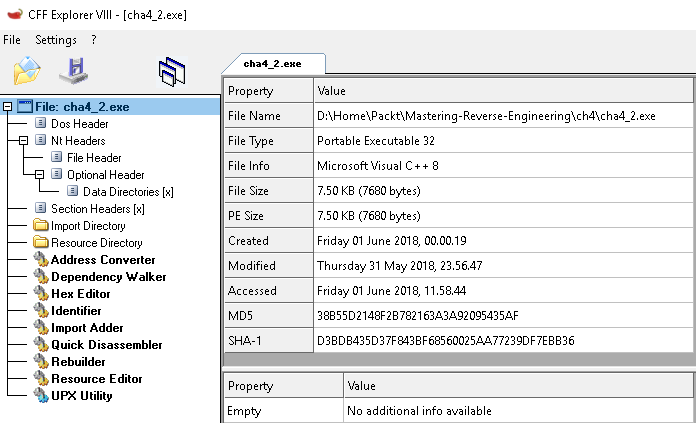 CFF Explorer VIII - [cha4_2.exe]
File Settings ?
cha4_2.exe
File: cha4_2.exe
Dos Header
Nt Headers
File Header
Optional Header
Data Directories [x]
Section Headers [x]
Import Directory
Resource Directory
Address Converter
Dependency Walker
Hex Editor
Identifier
Import Adder
Quick Disassembler
Rebuilder
Resource Editor
UPX Utility
Property Value
File Name D:\Home\Packt\Mastering-Reverse-Engineering\ch4\cha4_2.exe
File Type Portable Executable 32
File Info Microsoft Visual C++ 8
File Size 7.50 KB (7680 bytes)
PE Size 7.50 KB (7680 bytes)
Created Friday 01 June 2018, 00.00.19
Modified Thursday 31 May 2018, 23.56.47
Accessed Friday 01 June 2018, 11.58.44
MD5 38B55D2148F2B782163A3A92095435AF
SHA-1 D3BDB435D37F843BF68560025AA77239DF7EBB36
Property Value
Empty No additional info available